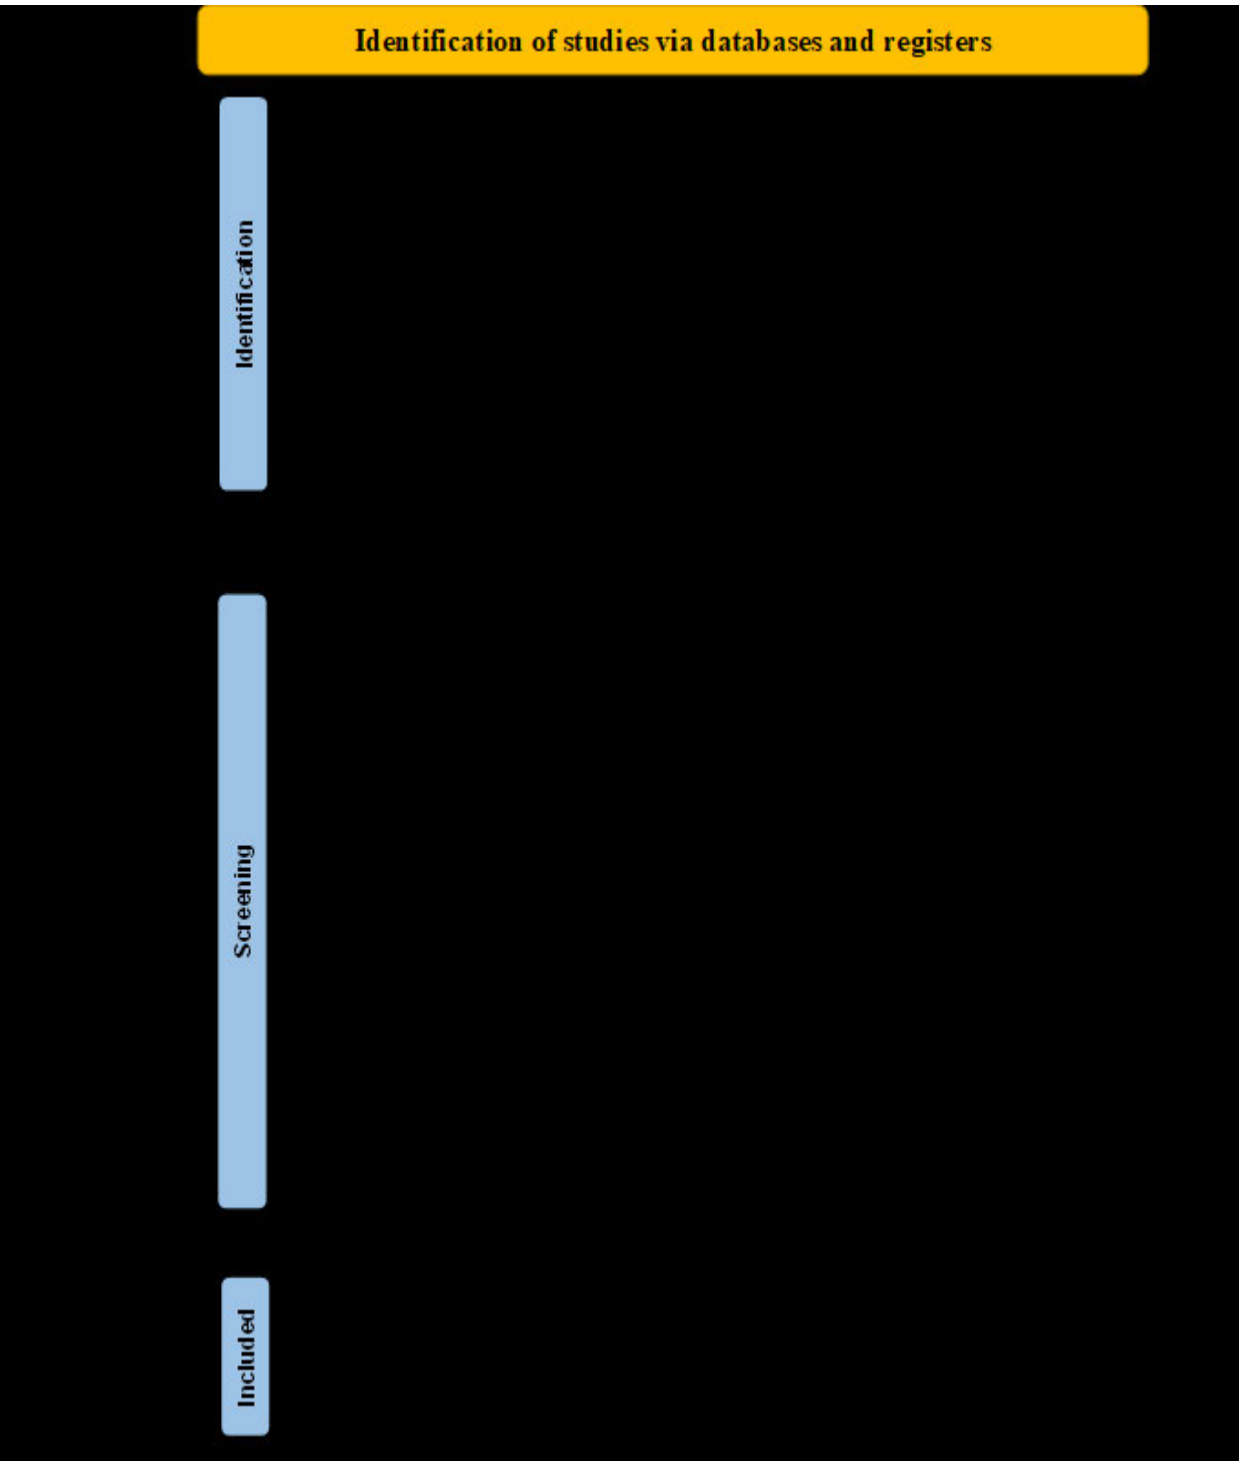 Identification of studies via databases and registers
Identification
Screening
Included